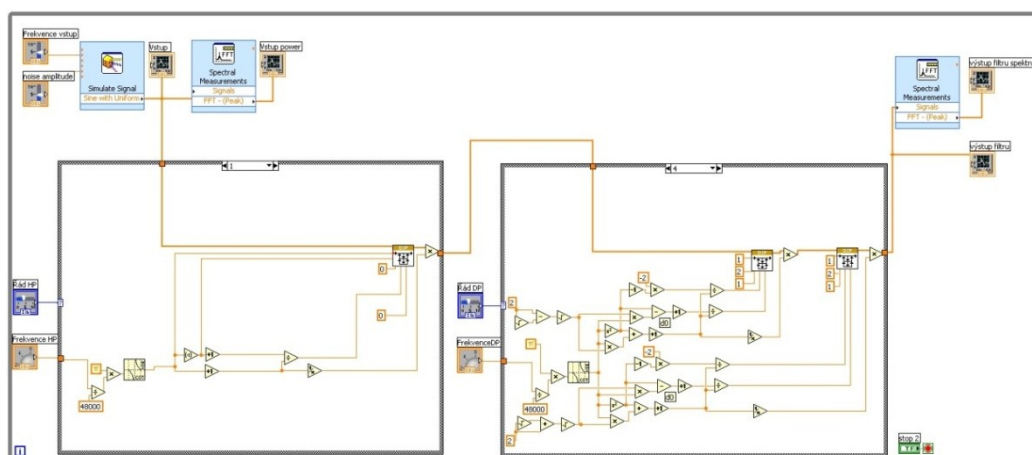 Frekvence vstup
noise amplitude
Simulate Signal
Sine with Uniform
Vstup
Spectral
Measurements
Signals
FFT - (Peak)
Vstup power
Spectral
Measurements
Signals
FFT - (Peak)
výstup filtru spektru
výstup filtru
1
4
Řád HP
Frekvence HP
48000
0
0
Řád DP
FrekvenceDP
2
-2
d0
1
2
1
1
2
1
48000
-2
d0
2
stop 2
TF
i